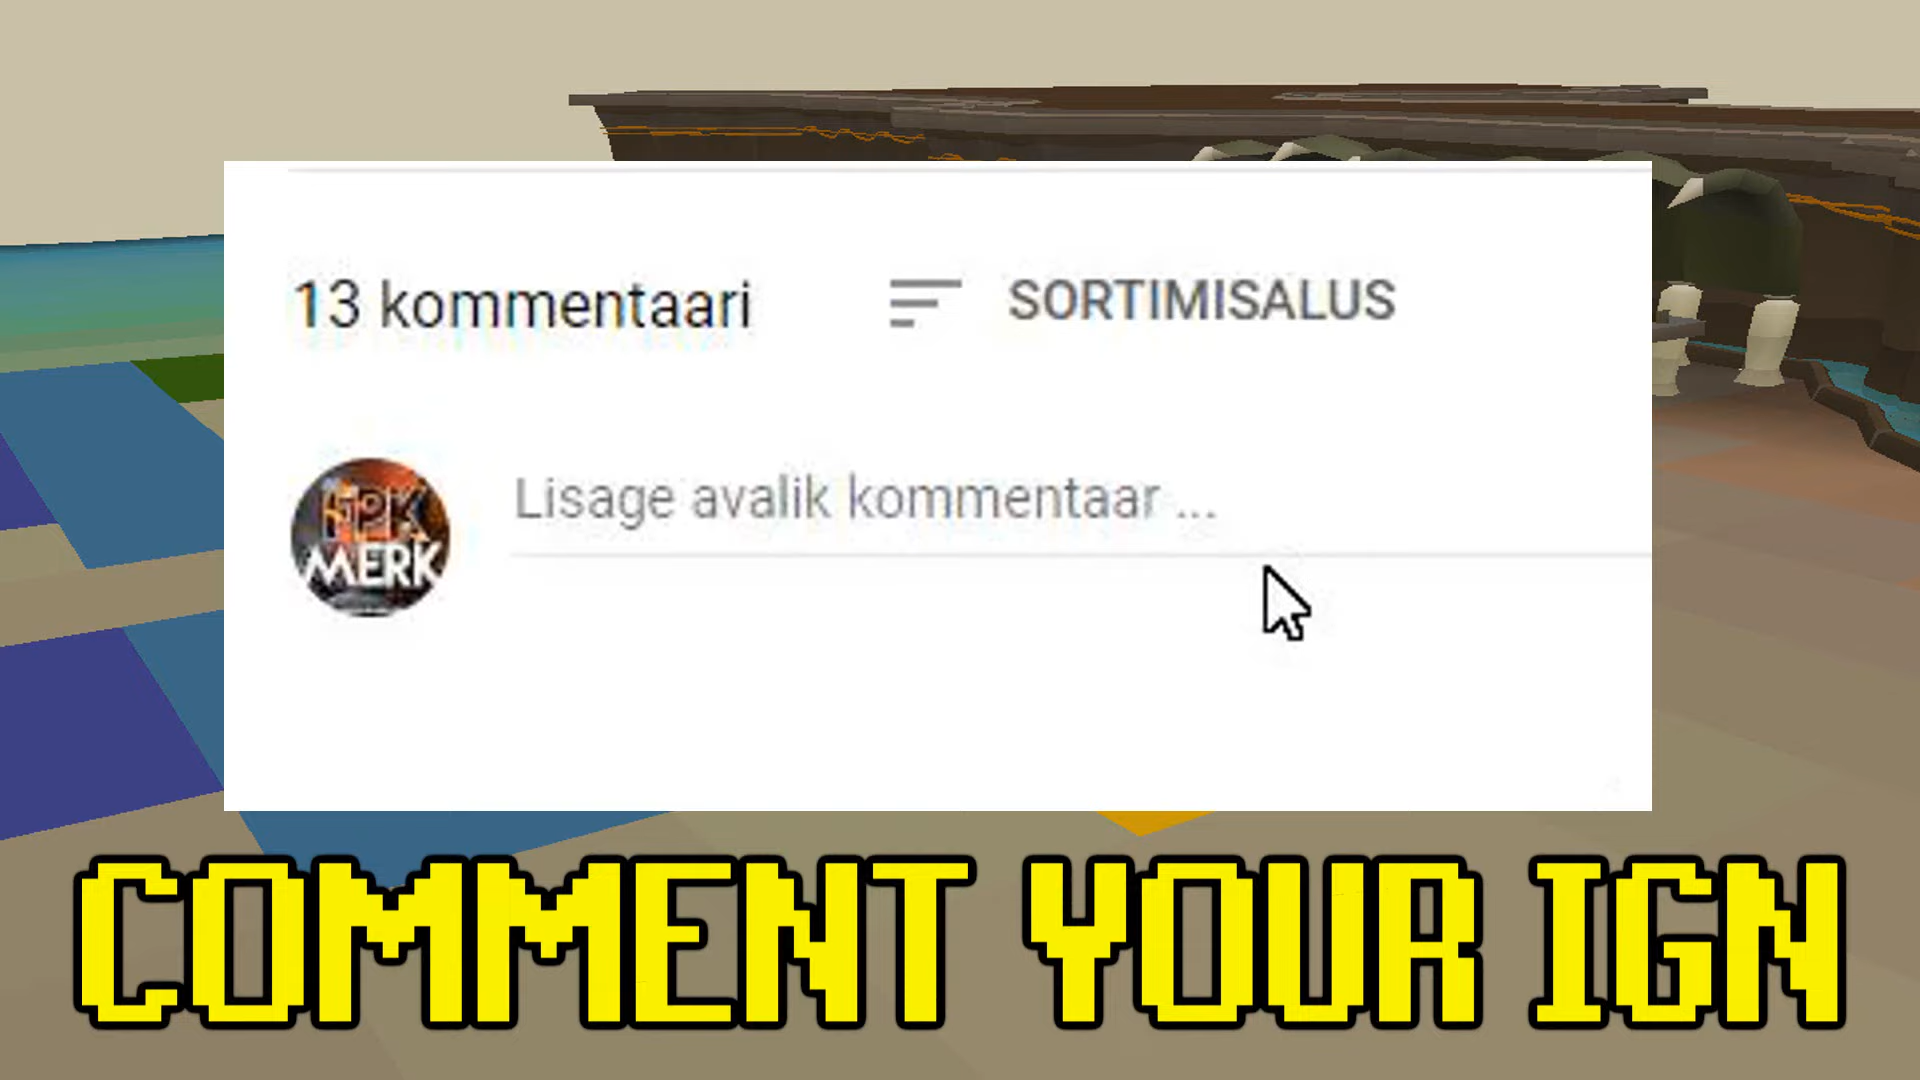 13 kommentaari
SORTIMISALUS
Lisage avalik kommentaar ...
MERK
COMMENT YOUR IGN